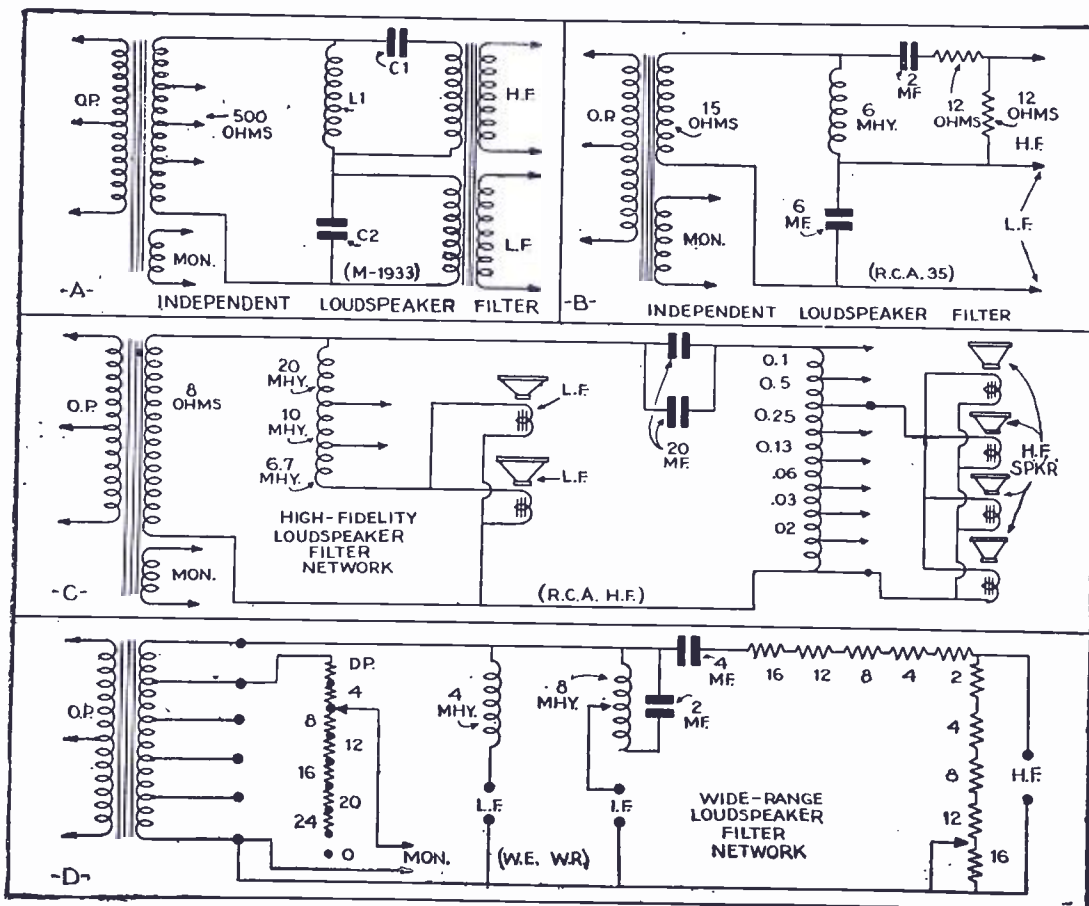 O.P.
500
OHMS
MON.
L1
C1
C2
H.F.
L.F.
(M-1933)
-A-
INDEPENDENT LOUDSPEAKER FILTER
O.P.
15
OHMS
MON.
6
MHY.
2
MF.
12
OHMS
12
OHMS
H.F.
L.F.
6
MF.
(R.C.A. 35)
-B-
INDEPENDENT LOUDSPEAKER FILTER
O.P.
8
OHMS
MON.
20
MHY.
10
MHY.
6.7
MHY.
L.F.
L.F.
20
MF.
0.1
0.5
0.25
0.13
.06
.03
02
H.F.
SPKR.
HIGH-FIDELITY
LOUDSPEAKER
FILTER
NETWORK
(R.C.A. H.F.)
-C-
O.P.
DP.
4
8
12
16
20
24
0
MON.
4
MHY.
L.F.
8
MHY.
2
MF.
I.F.
4
MF.
16 12 8 4 2
4
8
12
16
H.F.
WIDE-RANGE
LOUDSPEAKER
FILTER
NETWORK
(W.E. W.R)
-D-